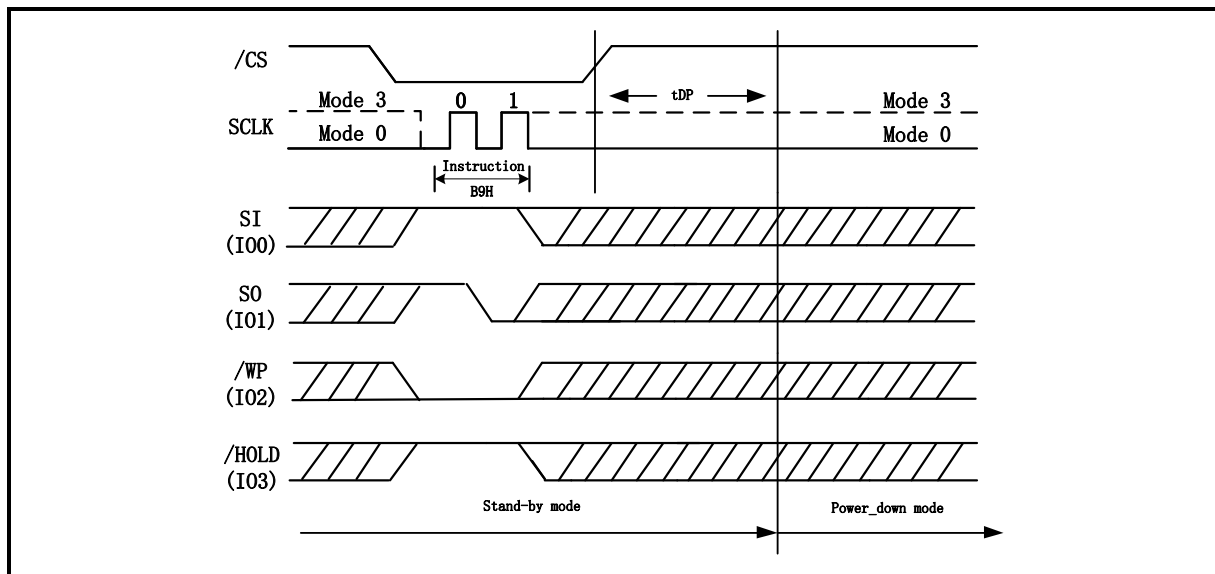 /CS
tDP
Mode 3 0 1 Mode 3
SCLK
Mode 0 Mode 0
Instruction
B9H
SI
(IO0)
SO
(IO1)
/WP
(IO2)
/HOLD
(IO3)
Stand-by mode Power_down mode